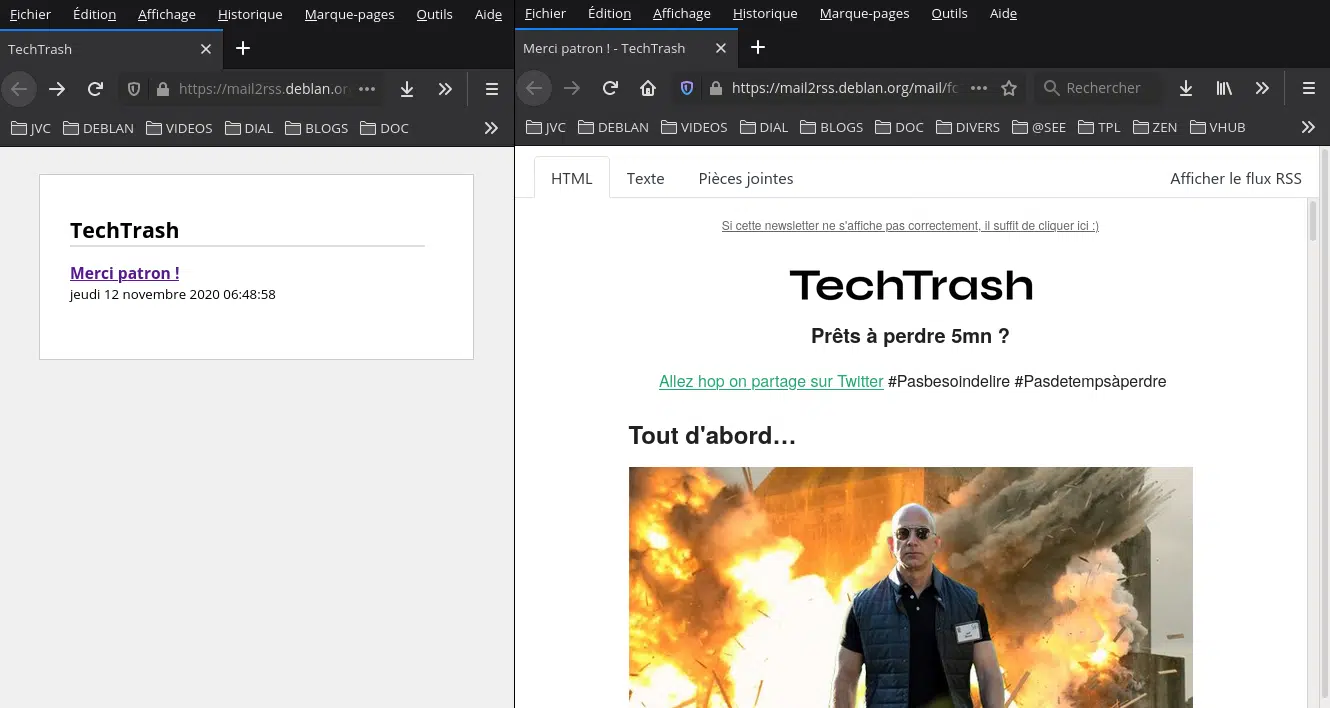 Fichier Édition Affichage Historique Marque-pages Outils Aide
TechTrash
https://mail2rss.deblan.or
JVC DEBLAN VIDEOS DIAL BLOGS DOC
TechTrash
Merci patron !
jeudi 12 novembre 2020 06:48:58
Fichier Édition Affichage Historique Marque-pages Outils Aide
Merci patron ! - TechTrash
https://mail2rss.deblan.org/mail/fc Rechercher
JVC DEBLAN VIDEOS DIAL BLOGS DOC DIVERS @SEE TPL ZEN VHUB
HTML Texte Pièces jointes Afficher le flux RSS
Si cette newsletter ne s'affiche pas correctement, il suffit de cliquer ici :)
TechTrash
Prêts à perdre 5mn ?
Allez hop on partage sur Twitter #Pasbesoindelire #Pasdetempsàperdre
Tout d'abord…